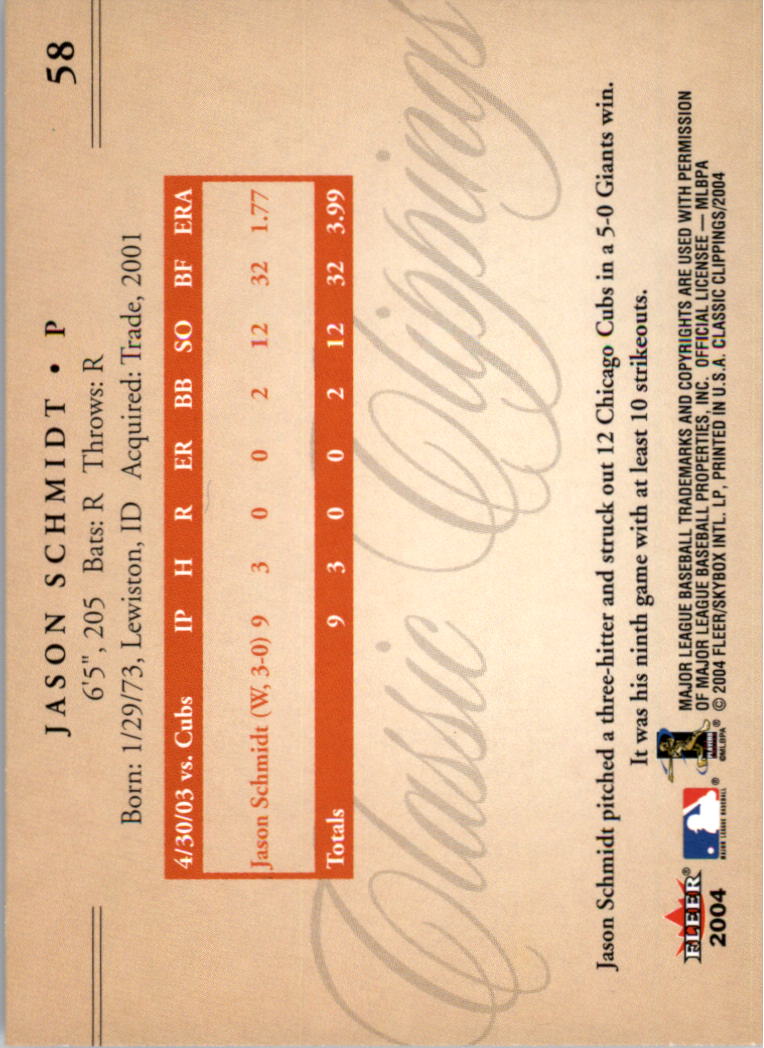 58
JASON SCHMIDT • P
6'5", 205 Bats: R Throws: R
Born: 1/29/73, Lewiston, ID Acquired: Trade, 2001
4/30/03 vs. Cubs IP H R ER BB SO BF ERA
Jason Schmidt (W, 3-0) 9 3 0 0 2 12 32 1.77
Totals 9 3 0 0 2 12 32 3.99
Classic Clippings
Jason Schmidt pitched a three-hitter and struck out 12 Chicago Cubs in a 5-0 Giants win.
It was his ninth game with at least 10 strikeouts.
FLEER®
2004
®
MAJOR LEAGUE BASEBALL
®
©MLBPA
MAJOR LEAGUE BASEBALL TRADEMARKS AND COPYRIGHTS ARE USED WITH PERMISSION
OF MAJOR LEAGUE BASEBALL PROPERTIES, INC. OFFICIAL LICENSEE — MLBPA
© 2004 FLEER/SKYBOX INTL. LP, PRINTED IN U.S.A. CLASSIC CLIPPINGS/2004